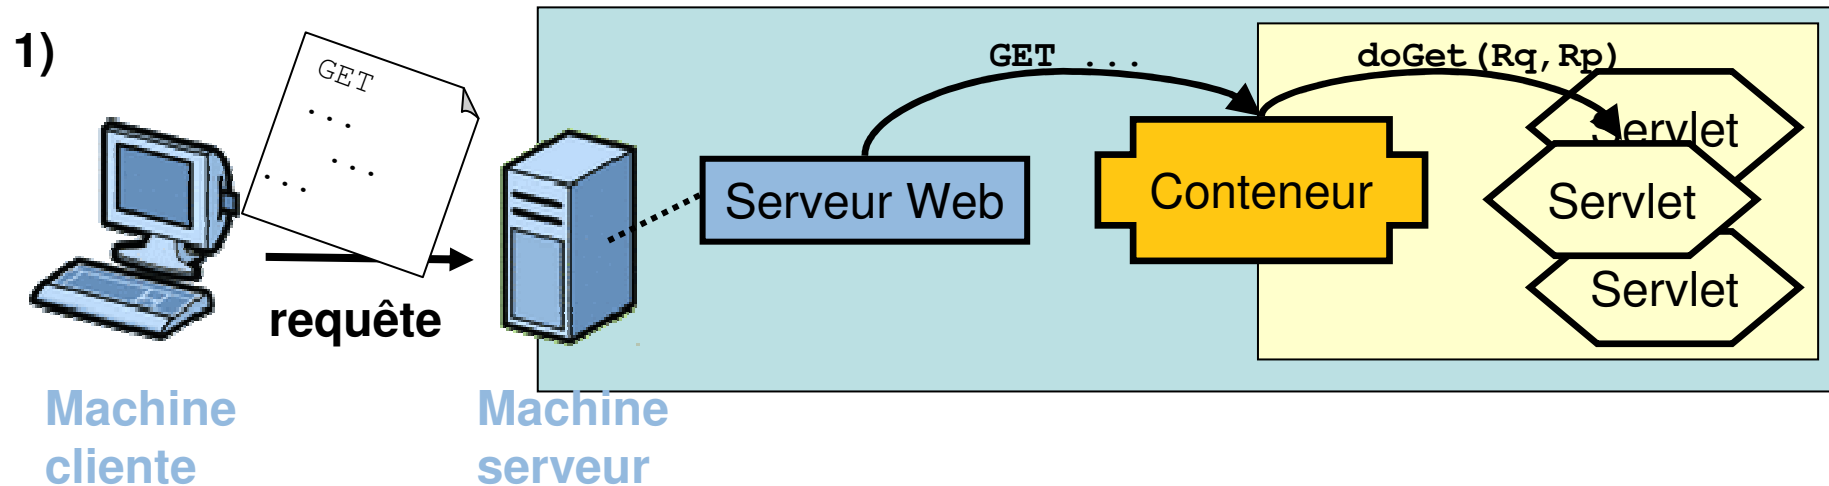 1)
GET
...
...
...
requête
Machine
cliente
Machine
serveur
Serveur Web
GET ...
Conteneur
doGet(Rq,Rp)
Servlet
Servlet
Servlet